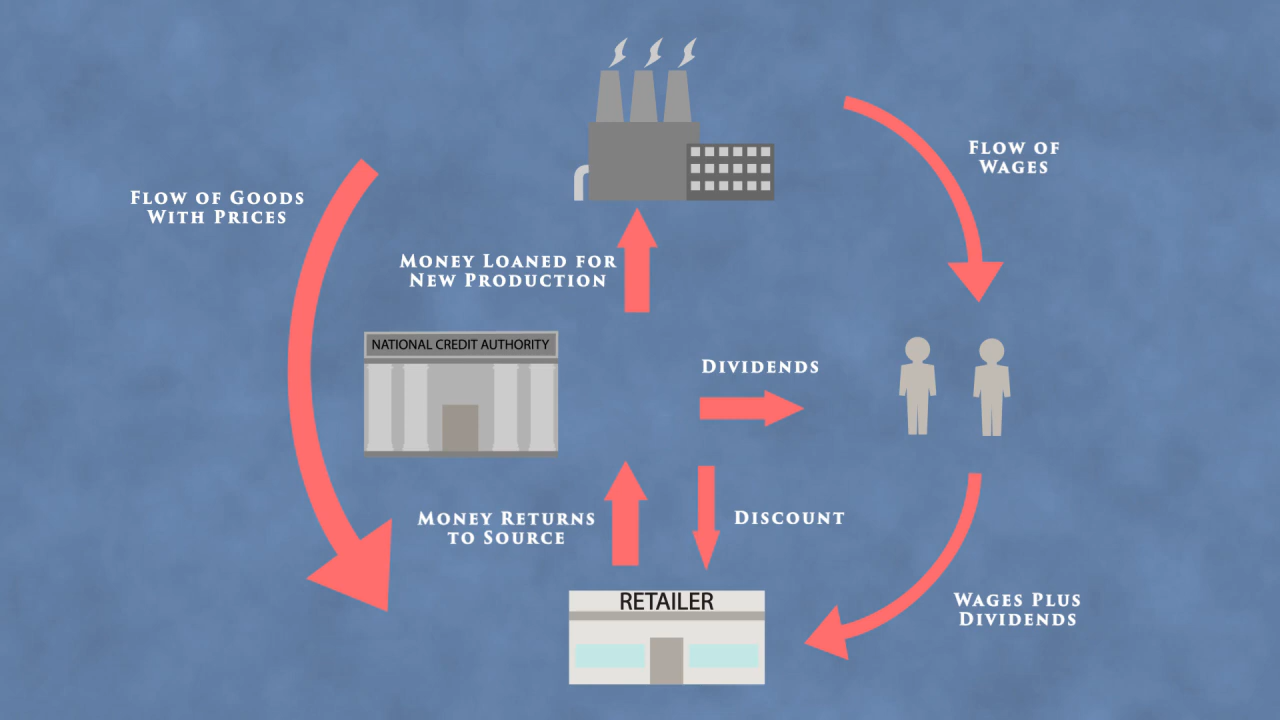 Flow of Wages
Flow of Goods
With Prices
Money Loaned for
New Production
NATIONAL CREDIT AUTHORITY
Dividends
Money Returns
to Source
Discount
RETAILER
Wages Plus
Dividends